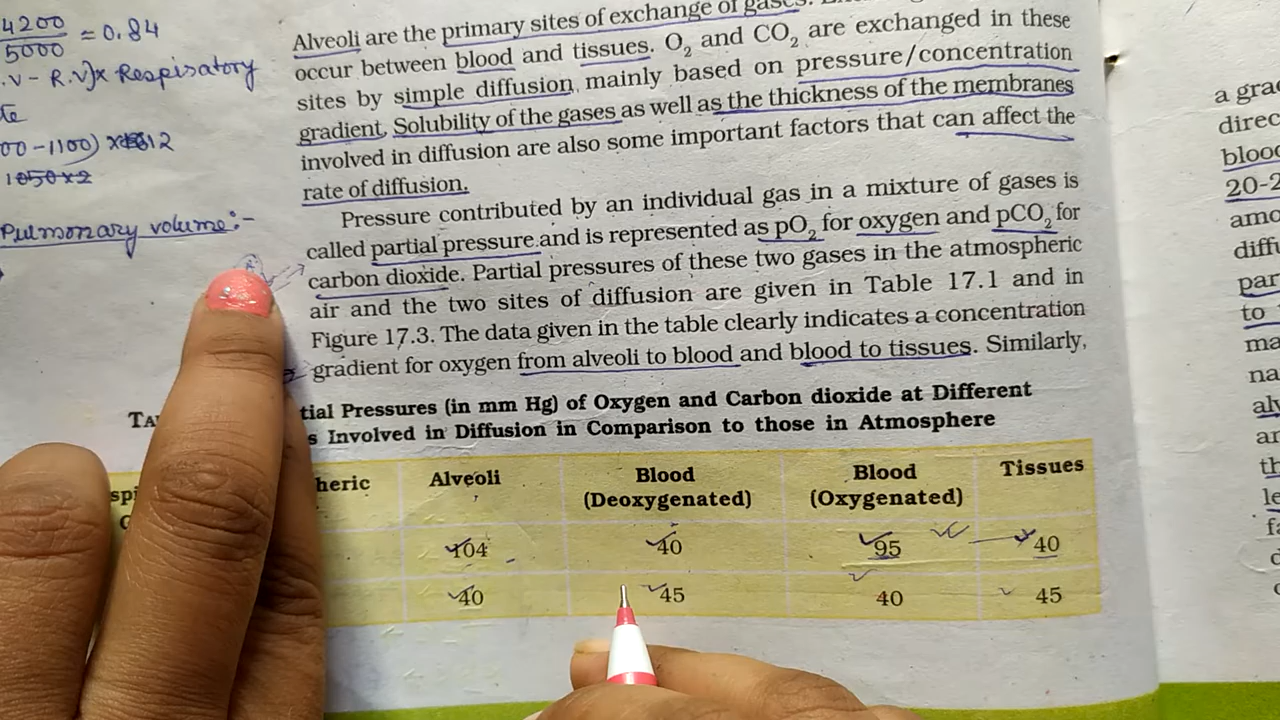 4200
5000 = 0.84
.V - R.V)x Respiratory
te
00-1100) x 12
1050x2
Pulmonary volume:-
Alveoli are the primary sites of exchange of gases.
occur between blood and tissues. O2 and CO2 are exchanged in these
sites by simple diffusion mainly based on pressure/concentration
gradient. Solubility of the gases as well as the thickness of the membranes
involved in diffusion are also some important factors that can affect the
rate of diffusion.
Pressure contributed by an individual gas in a mixture of gases is
called partial pressure and is represented as pO2 for oxygen and pCO2 for
carbon dioxide. Partial pressures of these two gases in the atmospheric
air and the two sites of diffusion are given in Table 17.1 and in
Figure 17.3. The data given in the table clearly indicates a concentration
gradient for oxygen from alveoli to blood and blood to tissues. Similarly,
TA tial Pressures (in mm Hg) of Oxygen and Carbon dioxide at Different
s Involved in Diffusion in Comparison to those in Atmosphere
spi heric Alveoli Blood (Deoxygenated) Blood (Oxygenated) Tissues
104 40 95 40
40 45 40 45
a gra
direc
blood
20-2
amo
diff
par
to
ma
na
alv
ar
th
le
fa